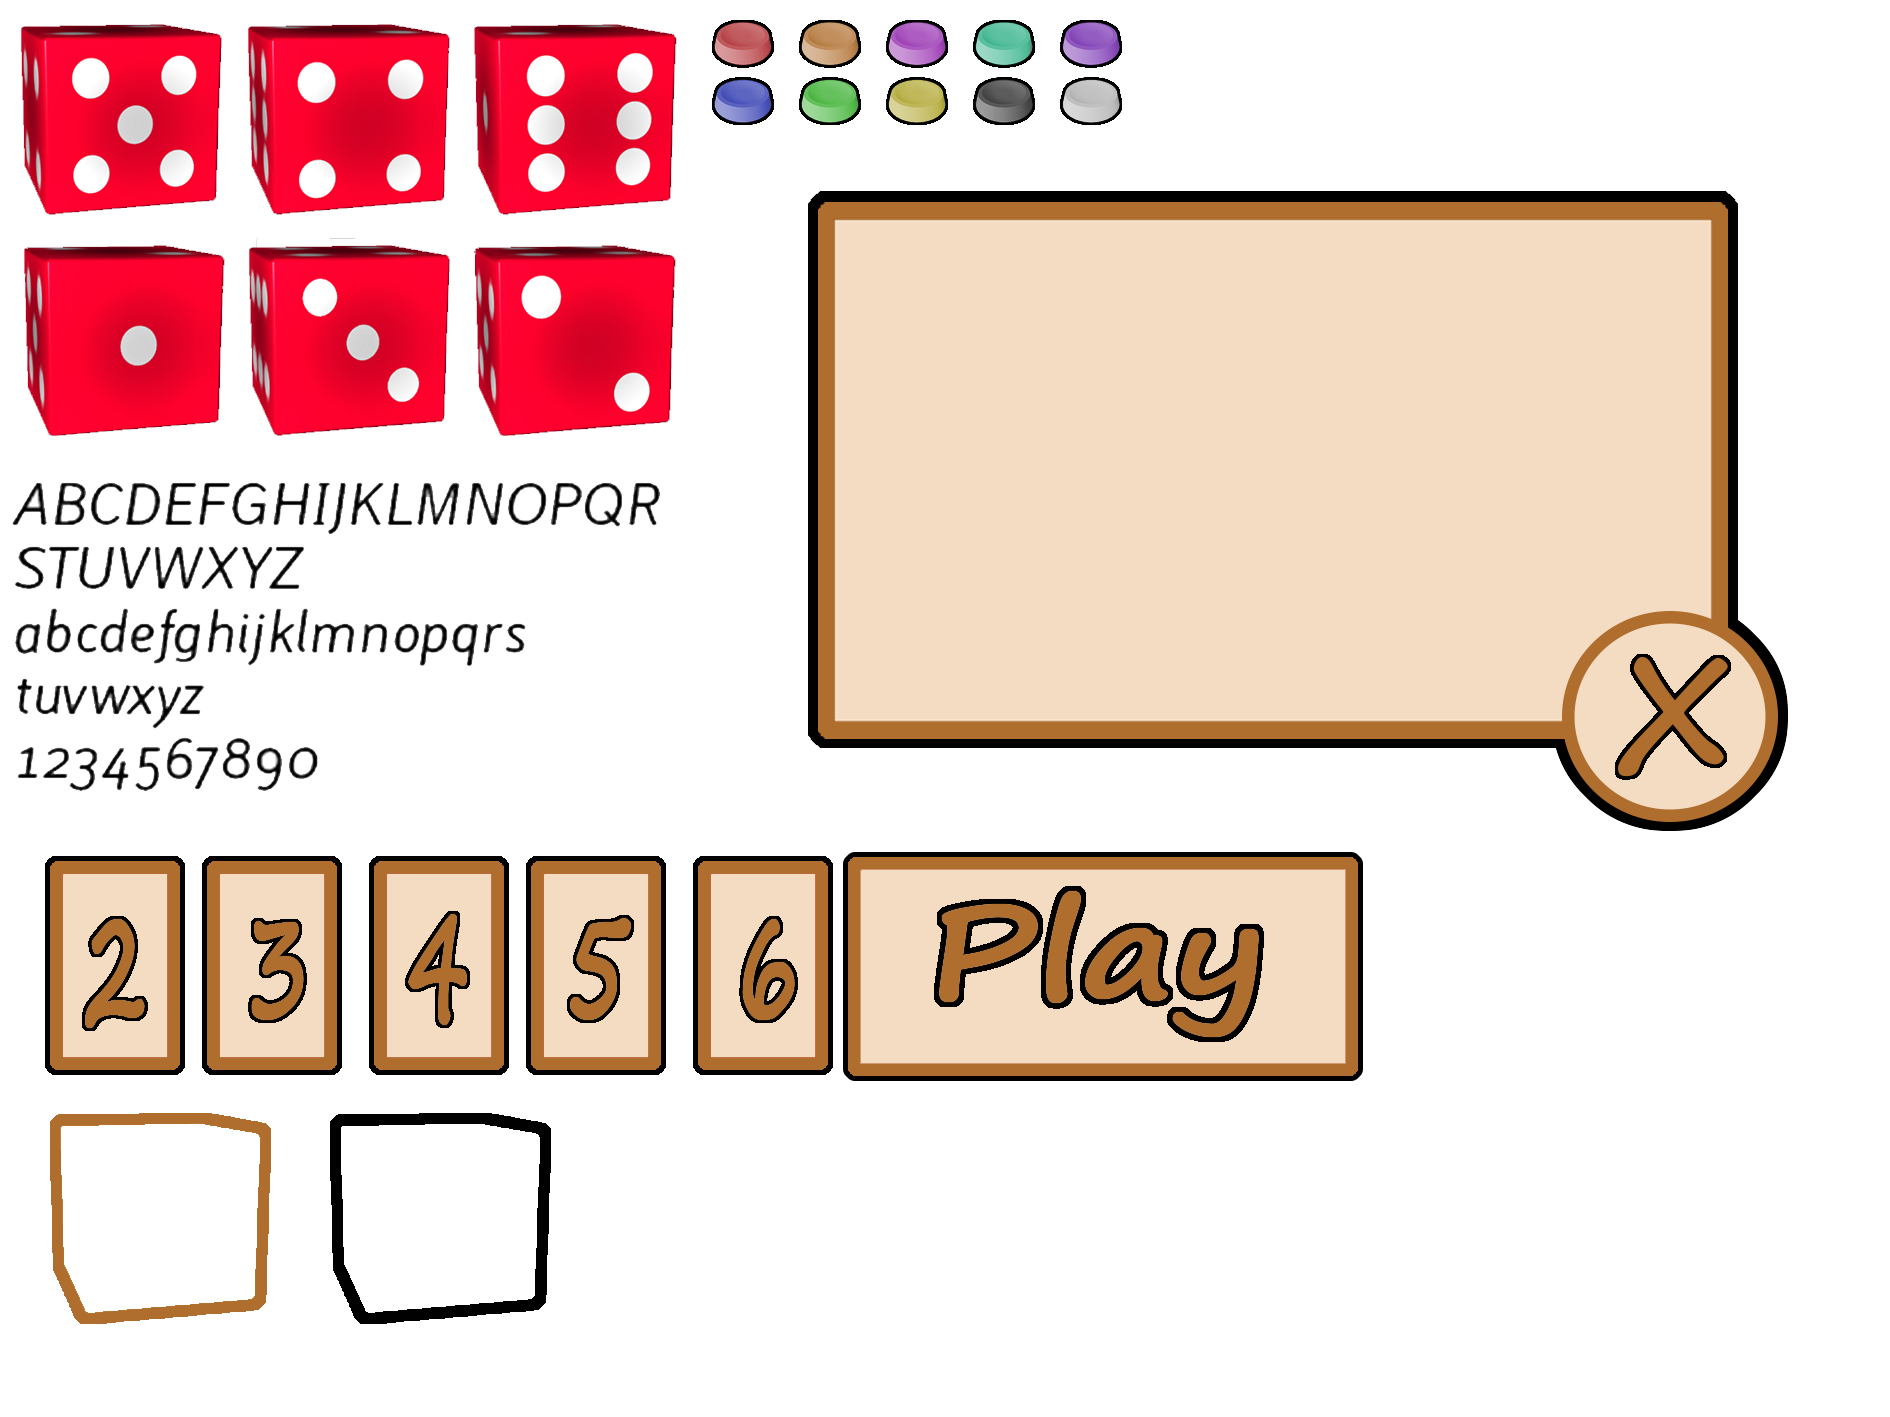 ABCDEFGHIJKLMNOPQR
STUVWXYZ
abcdefghijklmnopqrs
tuvwxyz
1234567890
X
2 3 4 5 6 Play